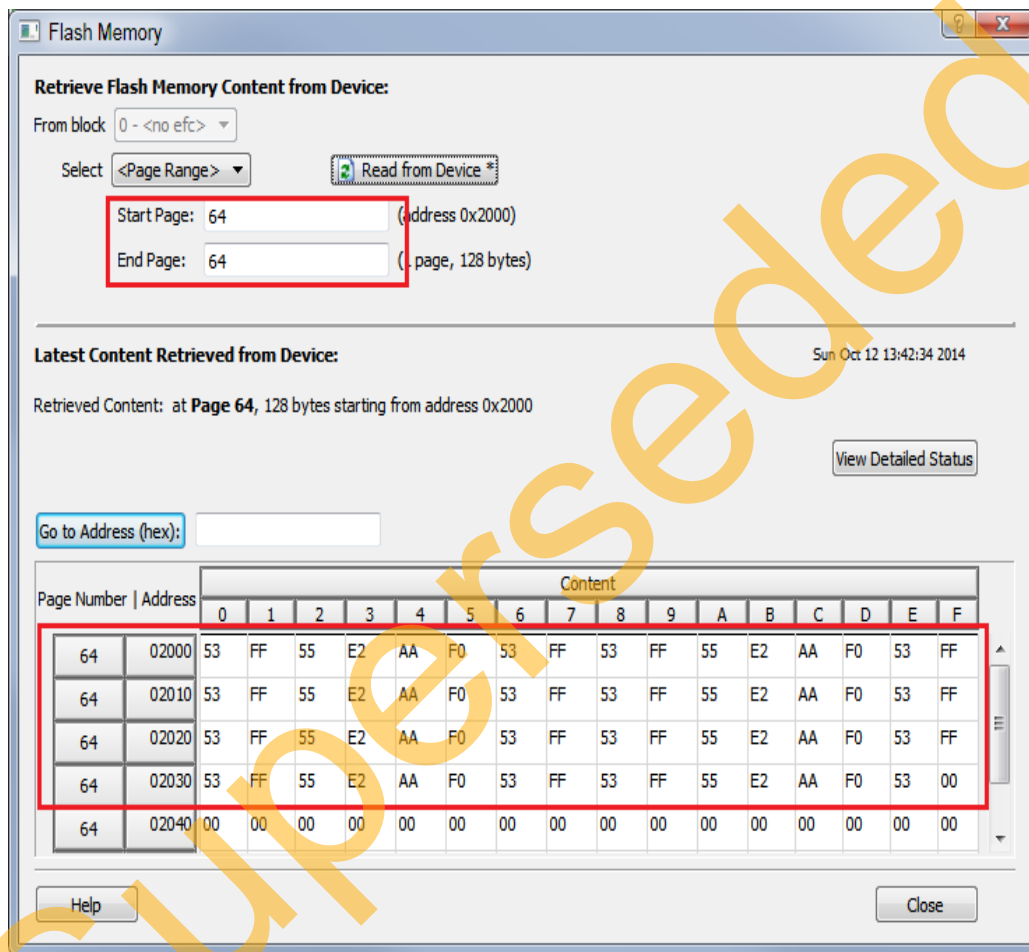 Flash Memory
Retrieve Flash Memory Content from Device:
From block 0 - <no efc>
Select <Page Range> Read from Device *
Start Page: 64 (address 0x2000)
End Page: 64 (1 page, 128 bytes)
Latest Content Retrieved from Device: Sun Oct 12 13:42:34 2014
Retrieved Content: at Page 64, 128 bytes starting from address 0x2000
View Detailed Status
Go to Address (hex):
Content
Page Number | Address
0 1 2 3 4 5 6 7 8 9 A B C D E F
64 02000 53 FF 55 E2 AA F0 53 FF 53 FF 55 E2 AA F0 53 FF
64 02010 53 FF 55 E2 AA F0 53 FF 53 FF 55 E2 AA F0 53 FF
64 02020 53 FF 55 E2 AA F0 53 FF 53 FF 55 E2 AA F0 53 FF
64 02030 53 FF 55 E2 AA F0 53 FF 53 FF 55 E2 AA F0 53 00
64 02040 00 00 00 00 00 00 00 00 00 00 00 00 00 00 00 00
Help Close
Superseded